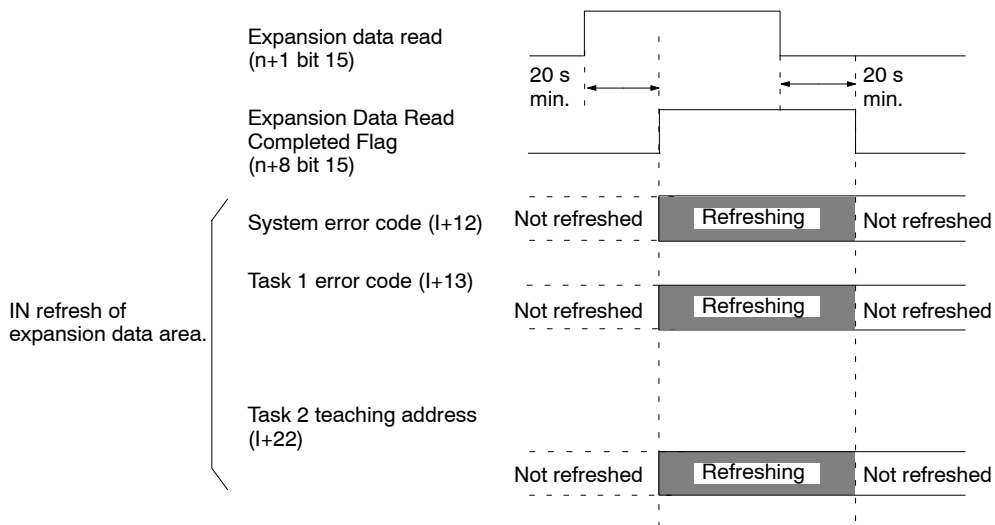 Expansion data read
(n+1 bit 15)
20 s
min.
20 s
min.
Expansion Data Read
Completed Flag
(n+8 bit 15)
System error code (I+12)
Not refreshed
Refreshing
Not refreshed
Task 1 error code (I+13)
Not refreshed
Refreshing
Not refreshed
IN refresh of
expansion data area.
Task 2 teaching address
(I+22)
Not refreshed
Refreshing
Not refreshed